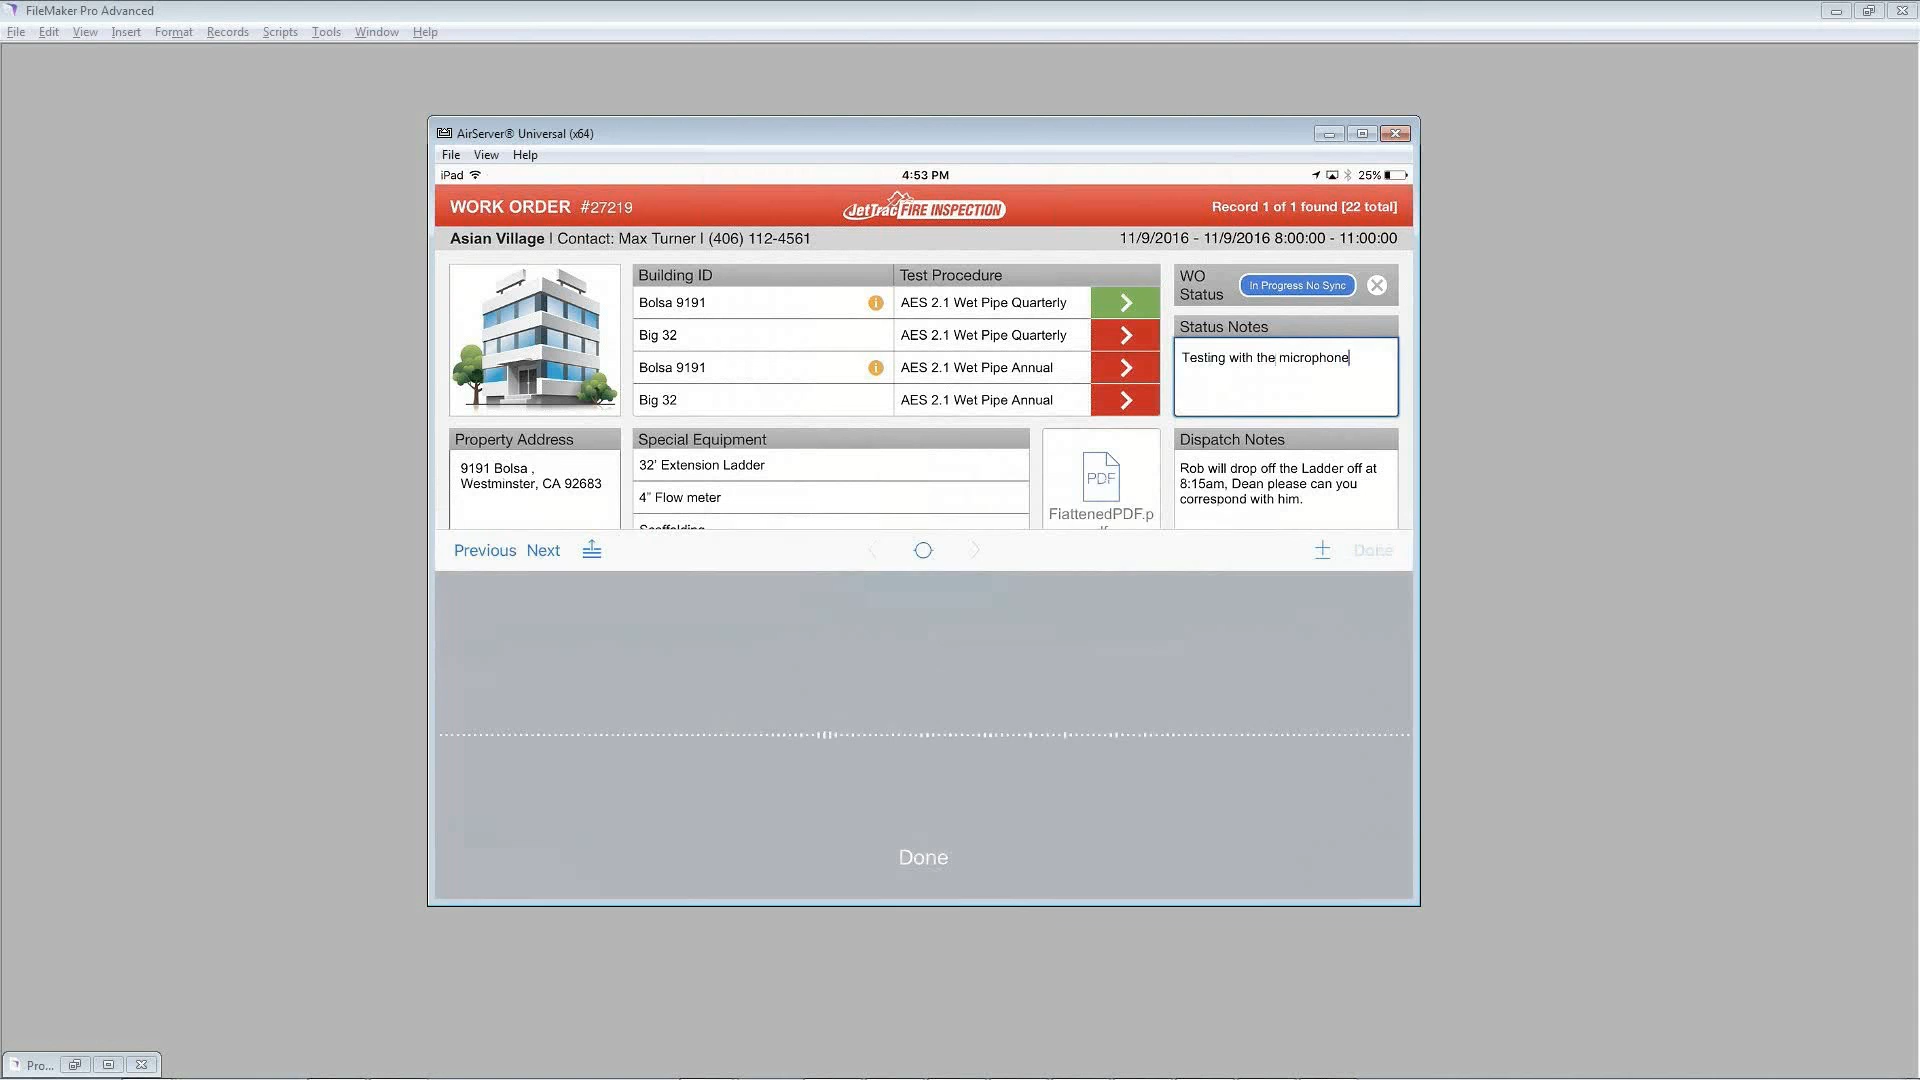 FileMaker Pro Advanced
File Edit View Insert Format Records Scripts Tools Window Help
AirServer® Universal (x64)
File View Help
iPad 4:53 PM 25%
WORK ORDER #27219 JetTrac FIRE INSPECTION Record 1 of 1 found [22 total]
Asian Village | Contact: Max Turner | (406) 112-4561 11/9/2016 - 11/9/2016 8:00:00 - 11:00:00
Building ID Test Procedure
Bolsa 9191 AES 2.1 Wet Pipe Quarterly
Big 32 AES 2.1 Wet Pipe Quarterly
Bolsa 9191 AES 2.1 Wet Pipe Annual
Big 32 AES 2.1 Wet Pipe Annual
WO
Status
In Progress No Sync
Status Notes
Testing with the microphone
Property Address
9191 Bolsa ,
Westminster, CA 92683
Special Equipment
32' Extension Ladder
4" Flow meter
Scaffolding
PDF
FlattenedPDF.p
df
Dispatch Notes
Rob will drop off the Ladder off at
8:15am, Dean please can you
correspond with him.
Previous Next Done
Done
Pro...